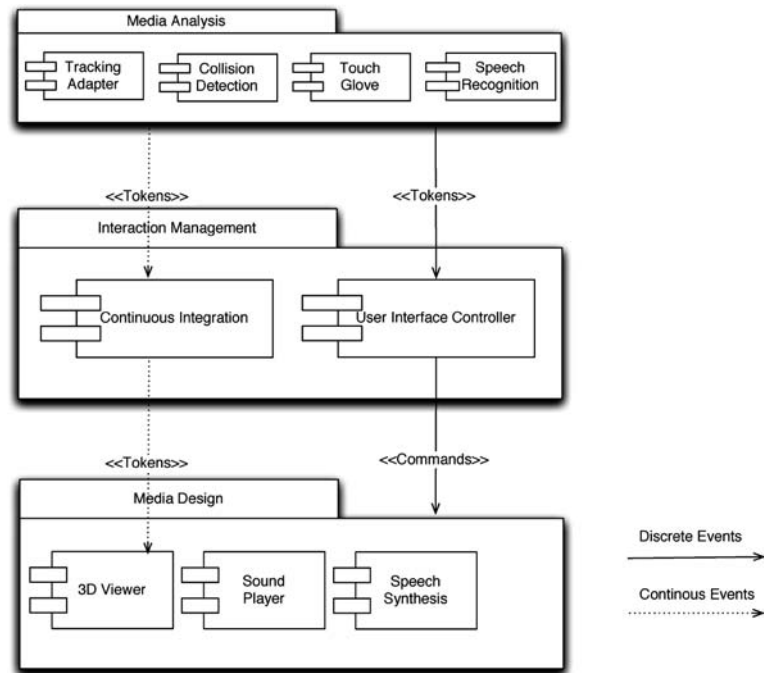 Media Analysis
Tracking
Adapter
Collision
Detection
Touch
Glove
Speech
Recognition
<<Tokens>>
<<Tokens>>
Interaction Management
Continuous Integration
User Interface Controller
<<Tokens>>
<<Commands>>
Media Design
3D Viewer
Sound
Player
Speech
Synthesis
Discrete Events
Continous Events